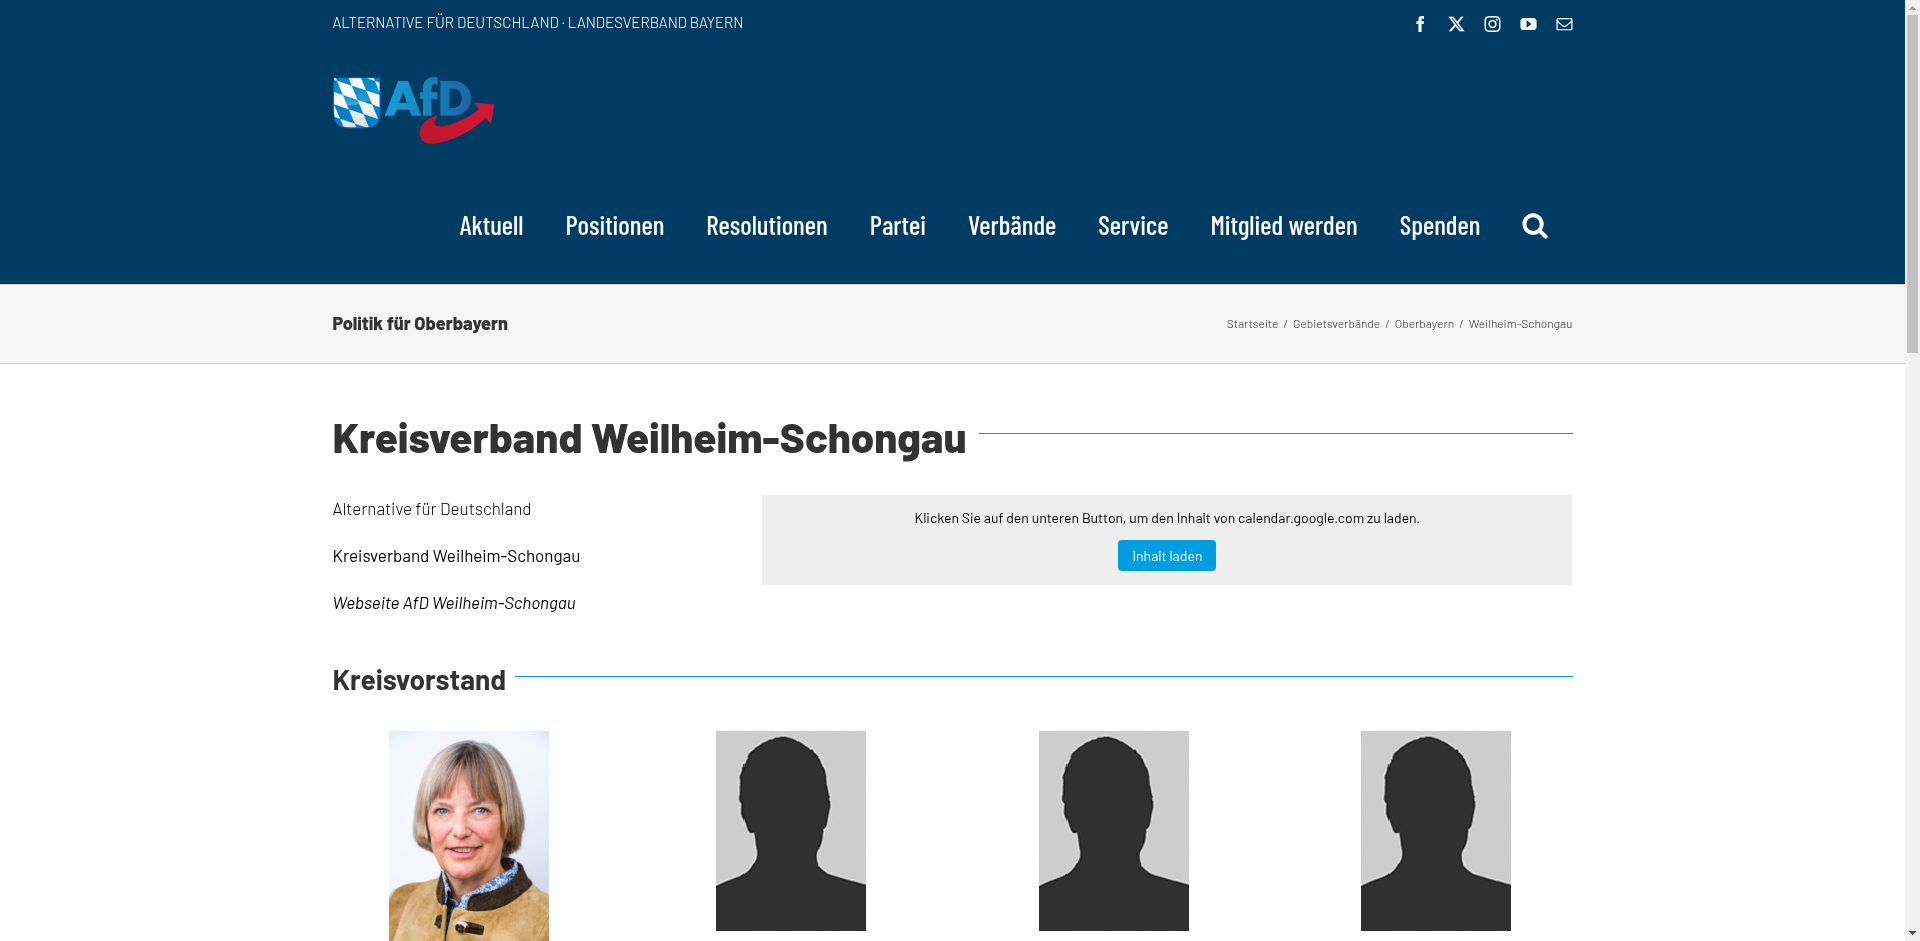 ALTERNATIVE FÜR DEUTSCHLAND · LANDESVERBAND BAYERN
AfD
Aktuell Positionen Resolutionen Partei Verbände Service Mitglied werden Spenden
Politik für Oberbayern
Startseite / Gebietsverbände / Oberbayern / Weilheim-Schongau
Kreisverband Weilheim-Schongau
Alternative für Deutschland
Kreisverband Weilheim-Schongau
Webseite AfD Weilheim-Schongau
Klicken Sie auf den unteren Button, um den Inhalt von calendar.google.com zu laden.
Inhalt laden
Kreisvorstand